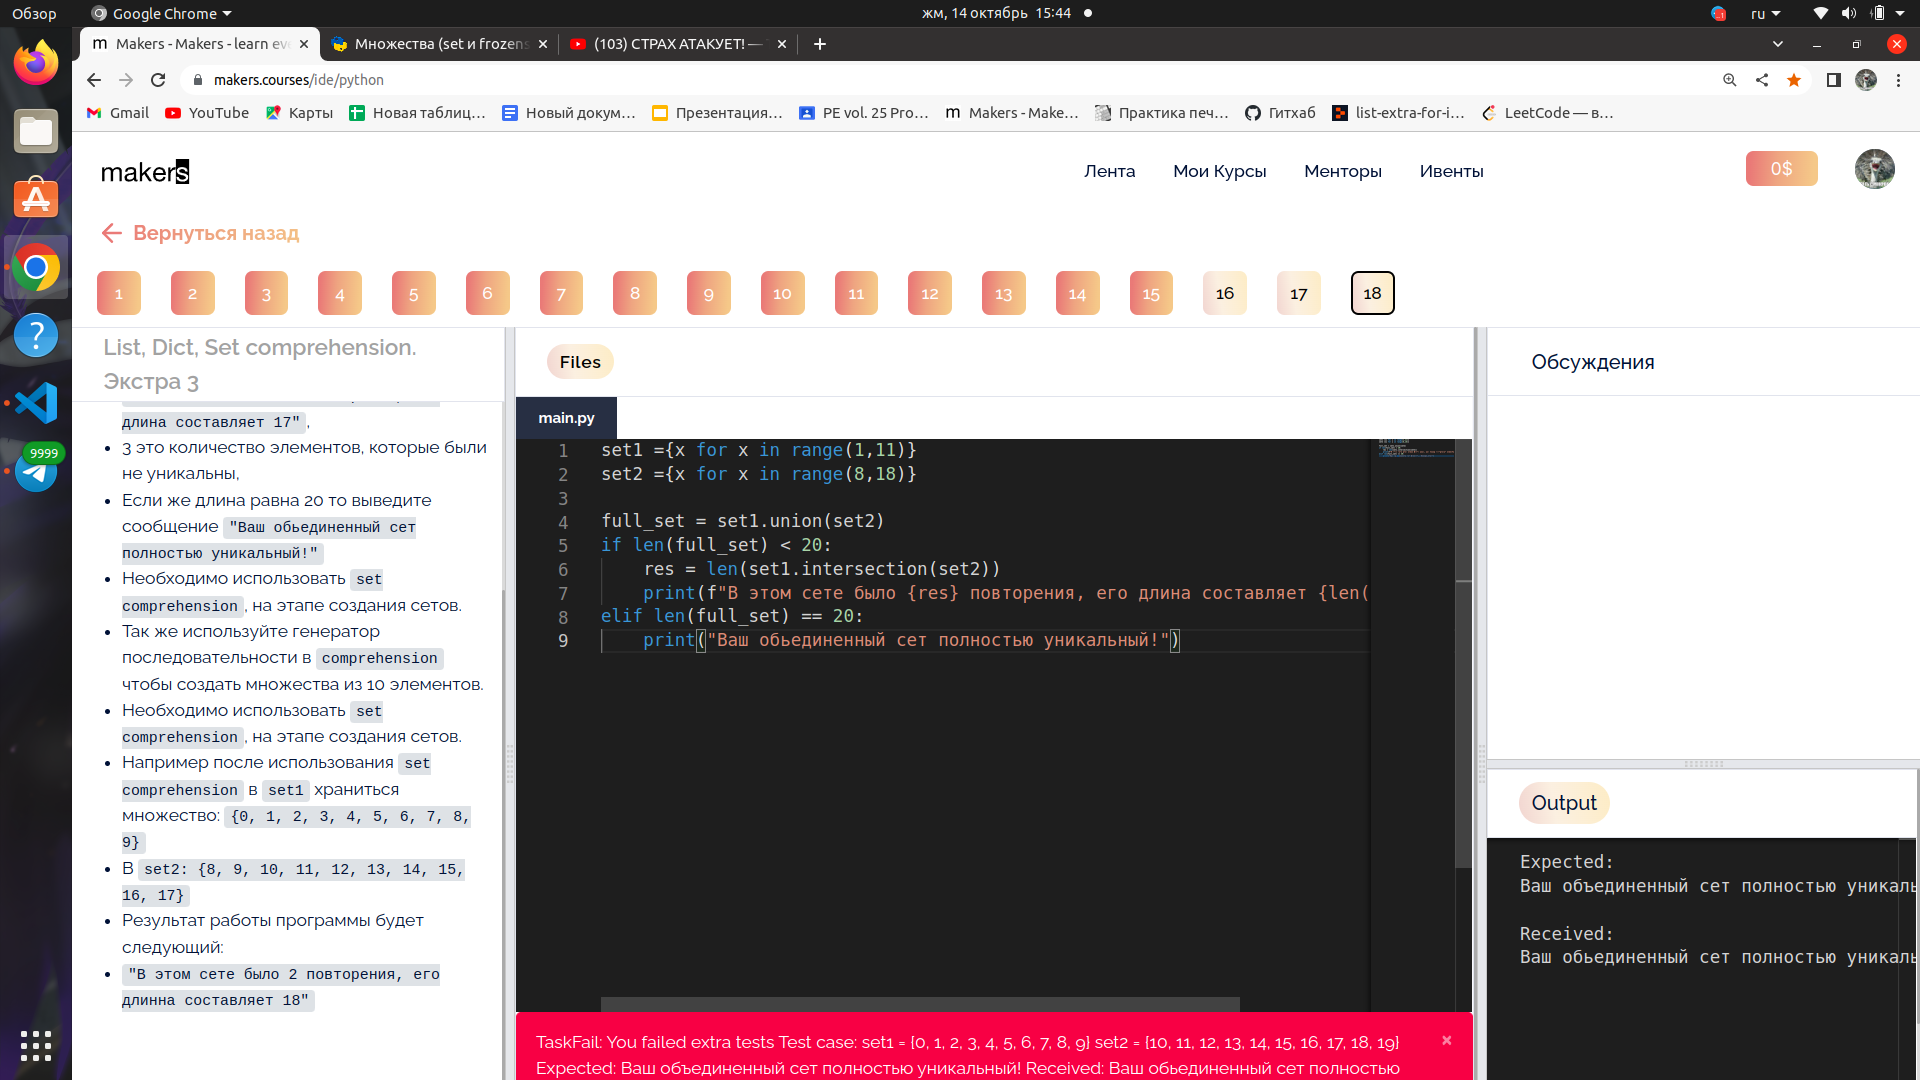 Обзор
Google Chrome
жм, 14 октябрь 15:44
ru
Makers - Makers - learn eve
Множества (set и frozens
(103) СТРАХ АТАКУЕТ! —
makers.courses/ide/python
Gmail
YouTube
Карты
Новая таблиц…
Новый докум…
Презентация…
PE vol. 25 Pro…
Makers - Make…
Практика печ…
Гитхаб
list-extra-for-i…
LeetCode — в…
makers
Лента
Мои Курсы
Менторы
Ивенты
0$
Вернуться назад
1 2 3 4 5 6 7 8 9 10 11 12 13 14 15 16 17 18
List, Dict, Set comprehension.
Экстра 3
длина составляет 17",
3 это количество элементов, которые были
не уникальны,
Если же длина равна 20 то выведите
сообщение "Ваш обьединенный сет
полностью уникальный!"
Необходимо использовать set
comprehension, на этапе создания сетов.
Так же используйте генератор
последовательности в comprehension
чтобы создать множества из 10 элементов.
Необходимо использовать set
comprehension, на этапе создания сетов.
Например после использования set
comprehension в set1 храниться
множество: {0, 1, 2, 3, 4, 5, 6, 7, 8,
9}
В set2: {8, 9, 10, 11, 12, 13, 14, 15,
16, 17}
Результат работы программы будет
следующий:
"В этом сете было 2 повторения, его
длинна составляет 18"
9999
Files
main.py
1 set1 ={x for x in range(1,11)}
2 set2 ={x for x in range(8,18)}
3
4 full_set = set1.union(set2)
5 if len(full_set) < 20:
6 res = len(set1.intersection(set2))
7 print(f"В этом сете было {res} повторения, его длина составляет {len(
8 elif len(full_set) == 20:
9 print("Ваш обьединенный сет полностью уникальный!")
TaskFail: You failed extra tests Test case: set1 = {0, 1, 2, 3, 4, 5, 6, 7, 8, 9} set2 = {10, 11, 12, 13, 14, 15, 16, 17, 18, 19}
Expected: Ваш объединенный сет полностью уникальный! Received: Ваш обьединенный сет полностью
Обсуждения
Output
Expected:
Ваш объединенный сет полностью уникаль
Received:
Ваш обьединенный сет полностью уникаль